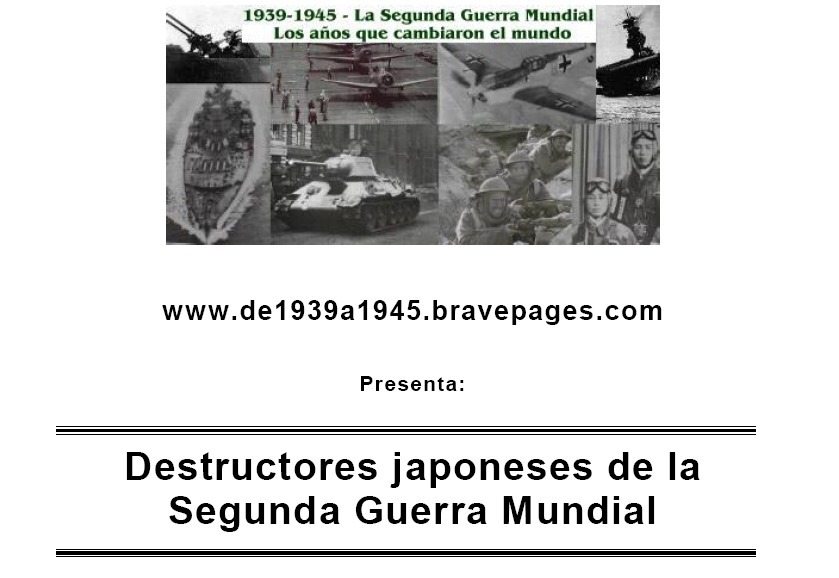 1939-1945 - La Segunda Guerra Mundial
Los años que cambiaron el mundo
www.de1939a1945.bravepages.com
Presenta:
Destructores japoneses de la
Segunda Guerra Mundial